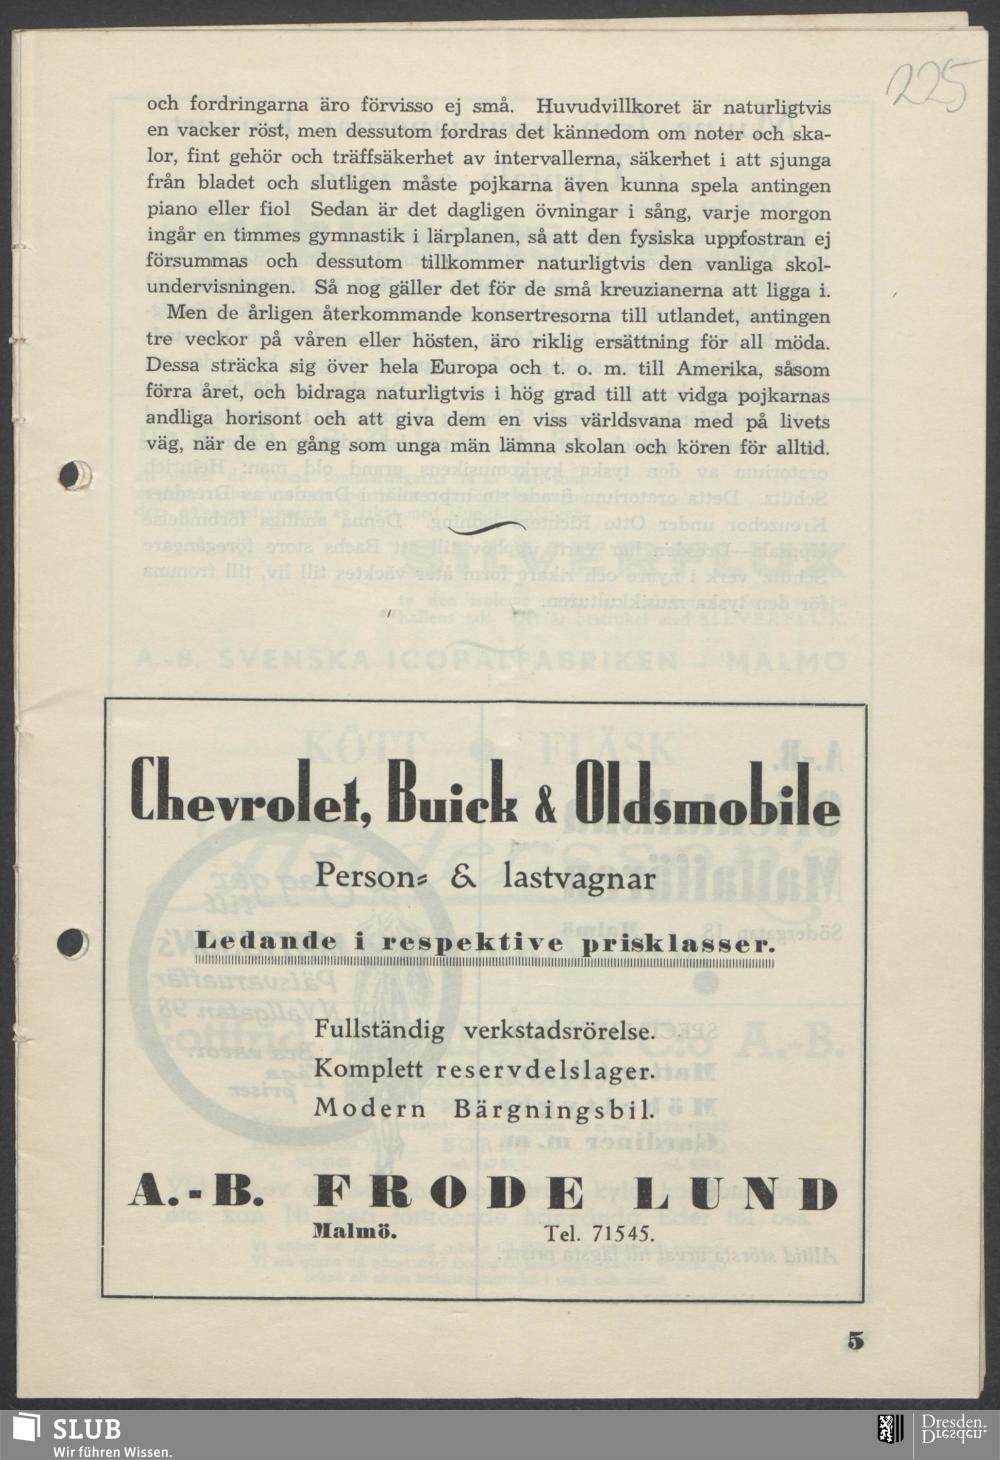 225
och fordringarna äro förvisso ej små. Huvudvillkoret är naturligtvis
en vacker röst, men dessutom fordras det kännedom om noter och ska-
lor, fint gehör och träffsäkerhet av intervallerna, säkerhet i att sjunga
från bladet och slutligen måste pojkarna även kunna spela antingen
piano eller fiol Sedan är det dagligen övningar i sång, varje morgon
ingår en timmes gymnastik i lärplanen, så att den fysiska uppfostran ej
försummas och dessutom tillkommer naturligtvis den vanliga skol-
undervisningen. Så nog gäller det för de små kreuzianerna att ligga i.
Men de årligen återkommande konsertresorna till utlandet, antingen
tre veckor på våren eller hösten, äro riklig ersättning för all möda.
Dessa sträcka sig över hela Europa och t. o. m. till Amerika, såsom
förra året, och bidraga naturligtvis i hög grad till att vidga pojkarnas
andliga horisont och att giva dem en viss världsvana med på livets
väg, när de en gång som unga män lämna skolan och kören för alltid.
Chevrolet, Buick & Oldsmobile
Person= & lastvagnar
Ledande i respektive prisklasser.
Fullständig verkstadsrörelse.
Komplett reservdelslager.
Modern Bärgningsbil.
A.-B. FRODE LUND
Malmö. Tel. 71545.
5
SLUB
Wir führen Wissen.
Dresden.
Dresden.